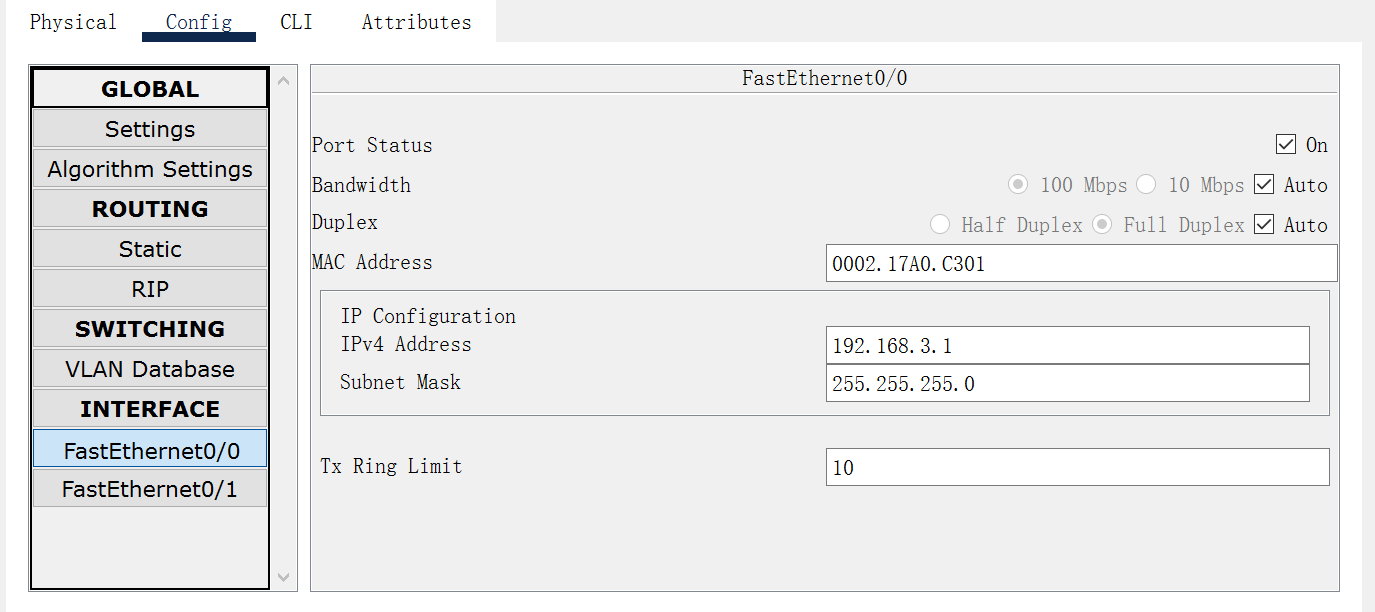 Physical Config CLI Attributes
GLOBAL
Settings
Algorithm Settings
ROUTING
Static
RIP
SWITCHING
VLAN Database
INTERFACE
FastEthernet0/0
FastEthernet0/1
FastEthernet0/0
Port Status On
Bandwidth 100 Mbps 10 Mbps Auto
Duplex Half Duplex Full Duplex Auto
MAC Address 0002.17A0.C301
IP Configuration
IPv4 Address 192.168.3.1
Subnet Mask 255.255.255.0
Tx Ring Limit 10